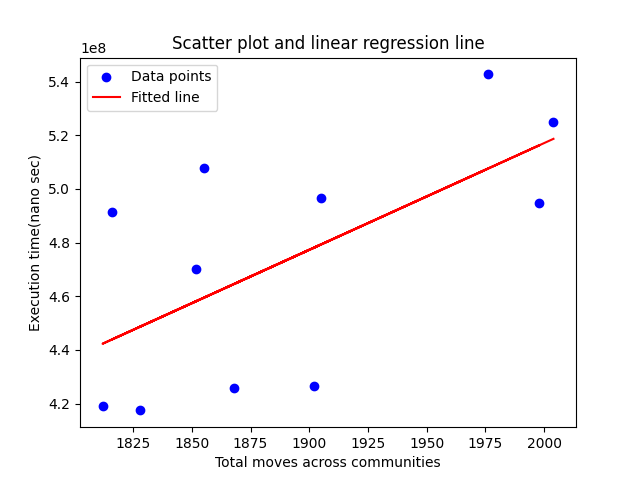 Scatter plot and linear regression line
1e8
Data points
Fitted line
5.4
5.2
5.0
4.8
4.6
4.4
4.2
Execution time(nano sec)
1825 1850 1875 1900 1925 1950 1975 2000
Total moves across communities